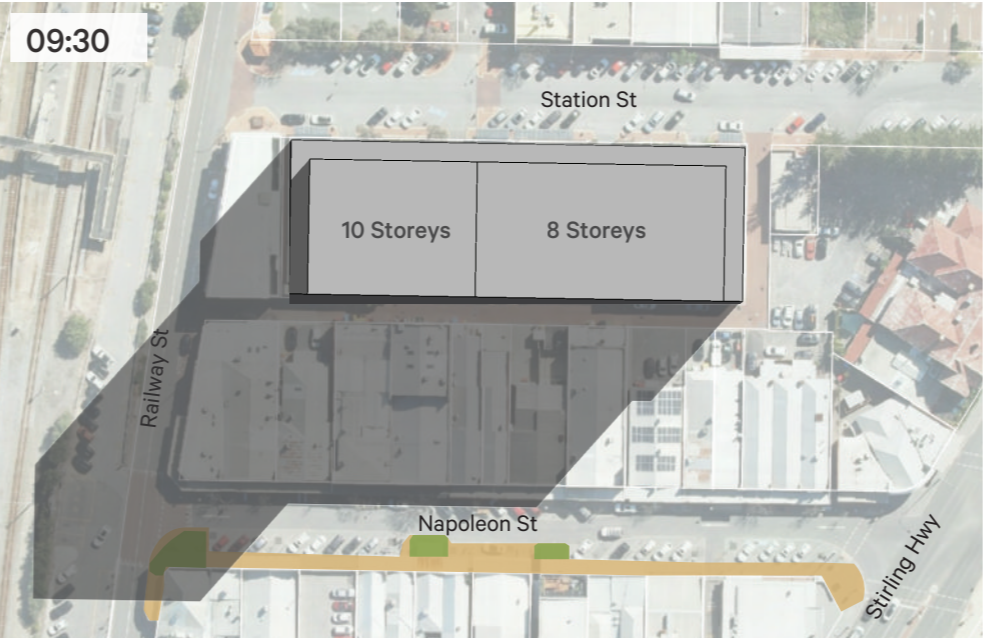 09:30
Station St
10 Storeys
8 Storeys
Railway St
Napoleon St
Stirling Hwy